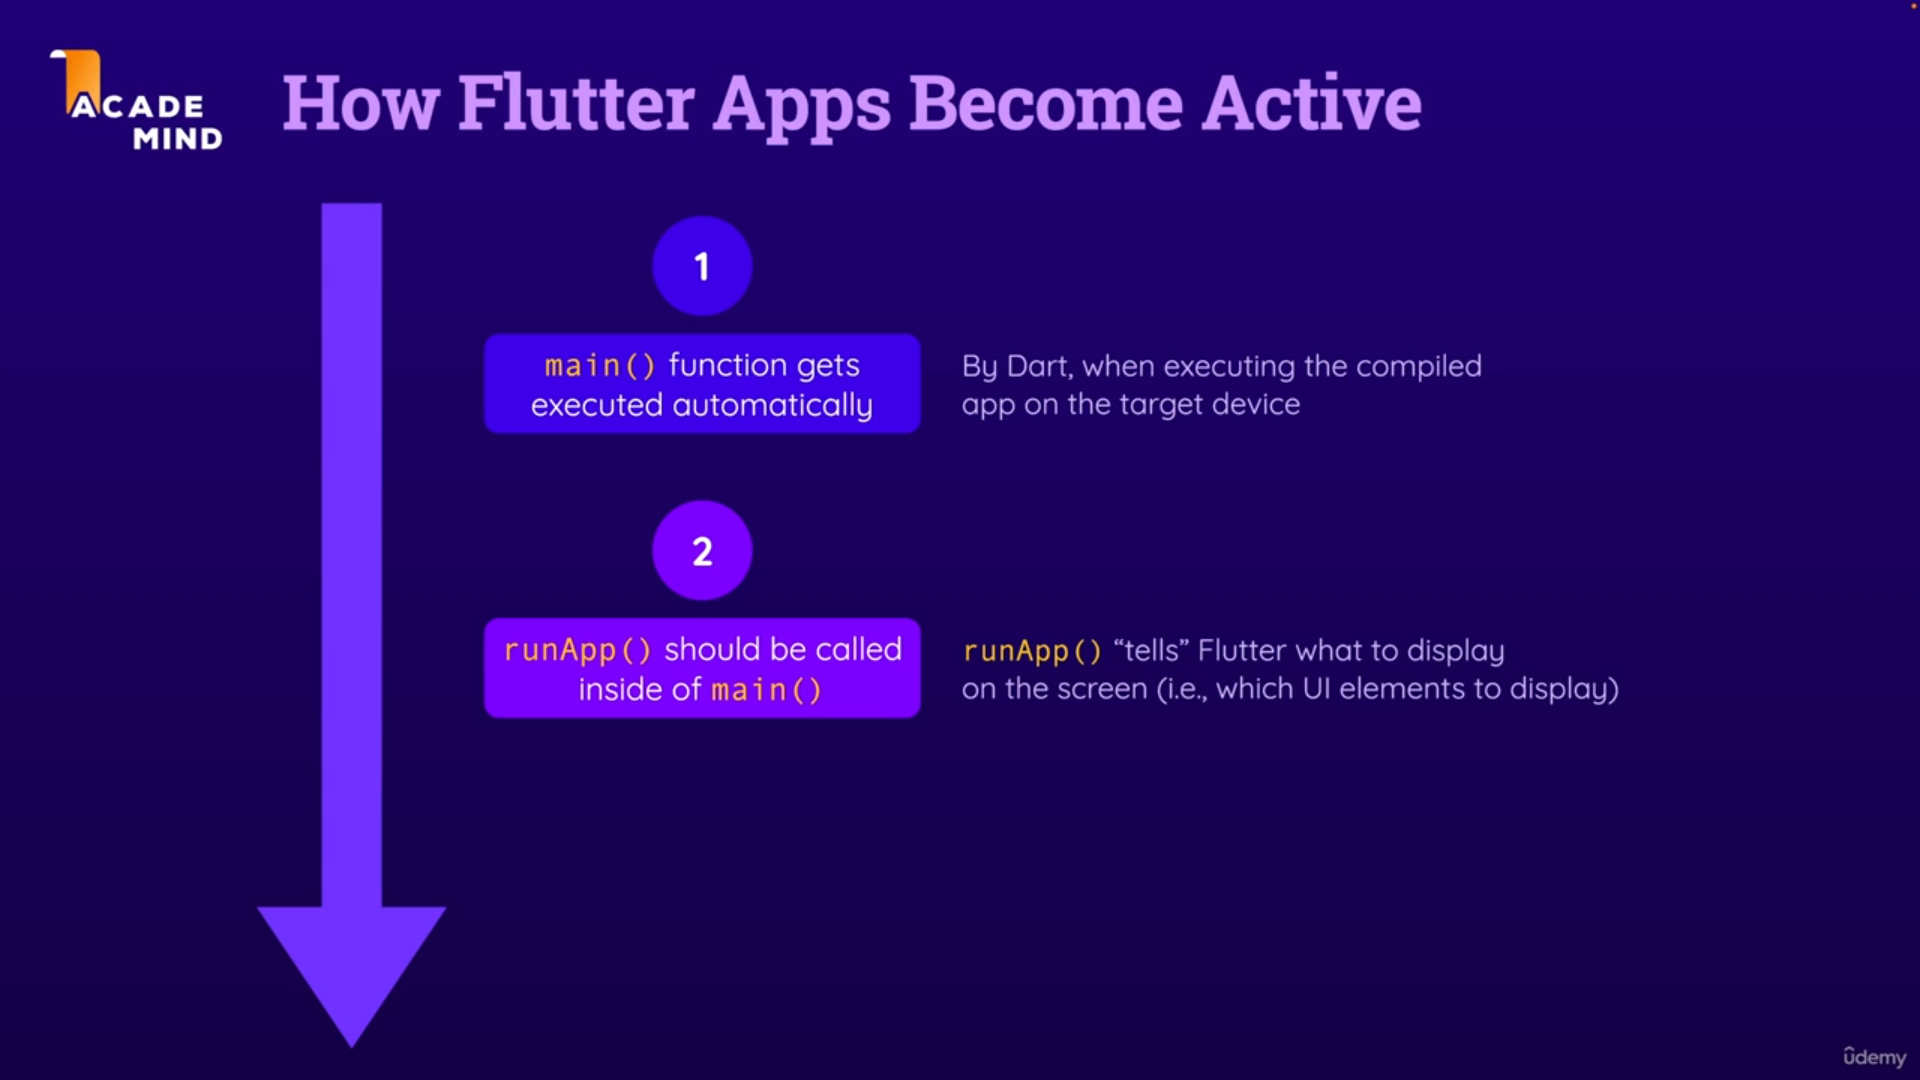 ACADE
MIND
How Flutter Apps Become Active
1
main() function gets
executed automatically
By Dart, when executing the compiled
app on the target device
2
runApp() should be called
inside of main()
runApp() “tells” Flutter what to display
on the screen (i.e., which UI elements to display)
ûdemy